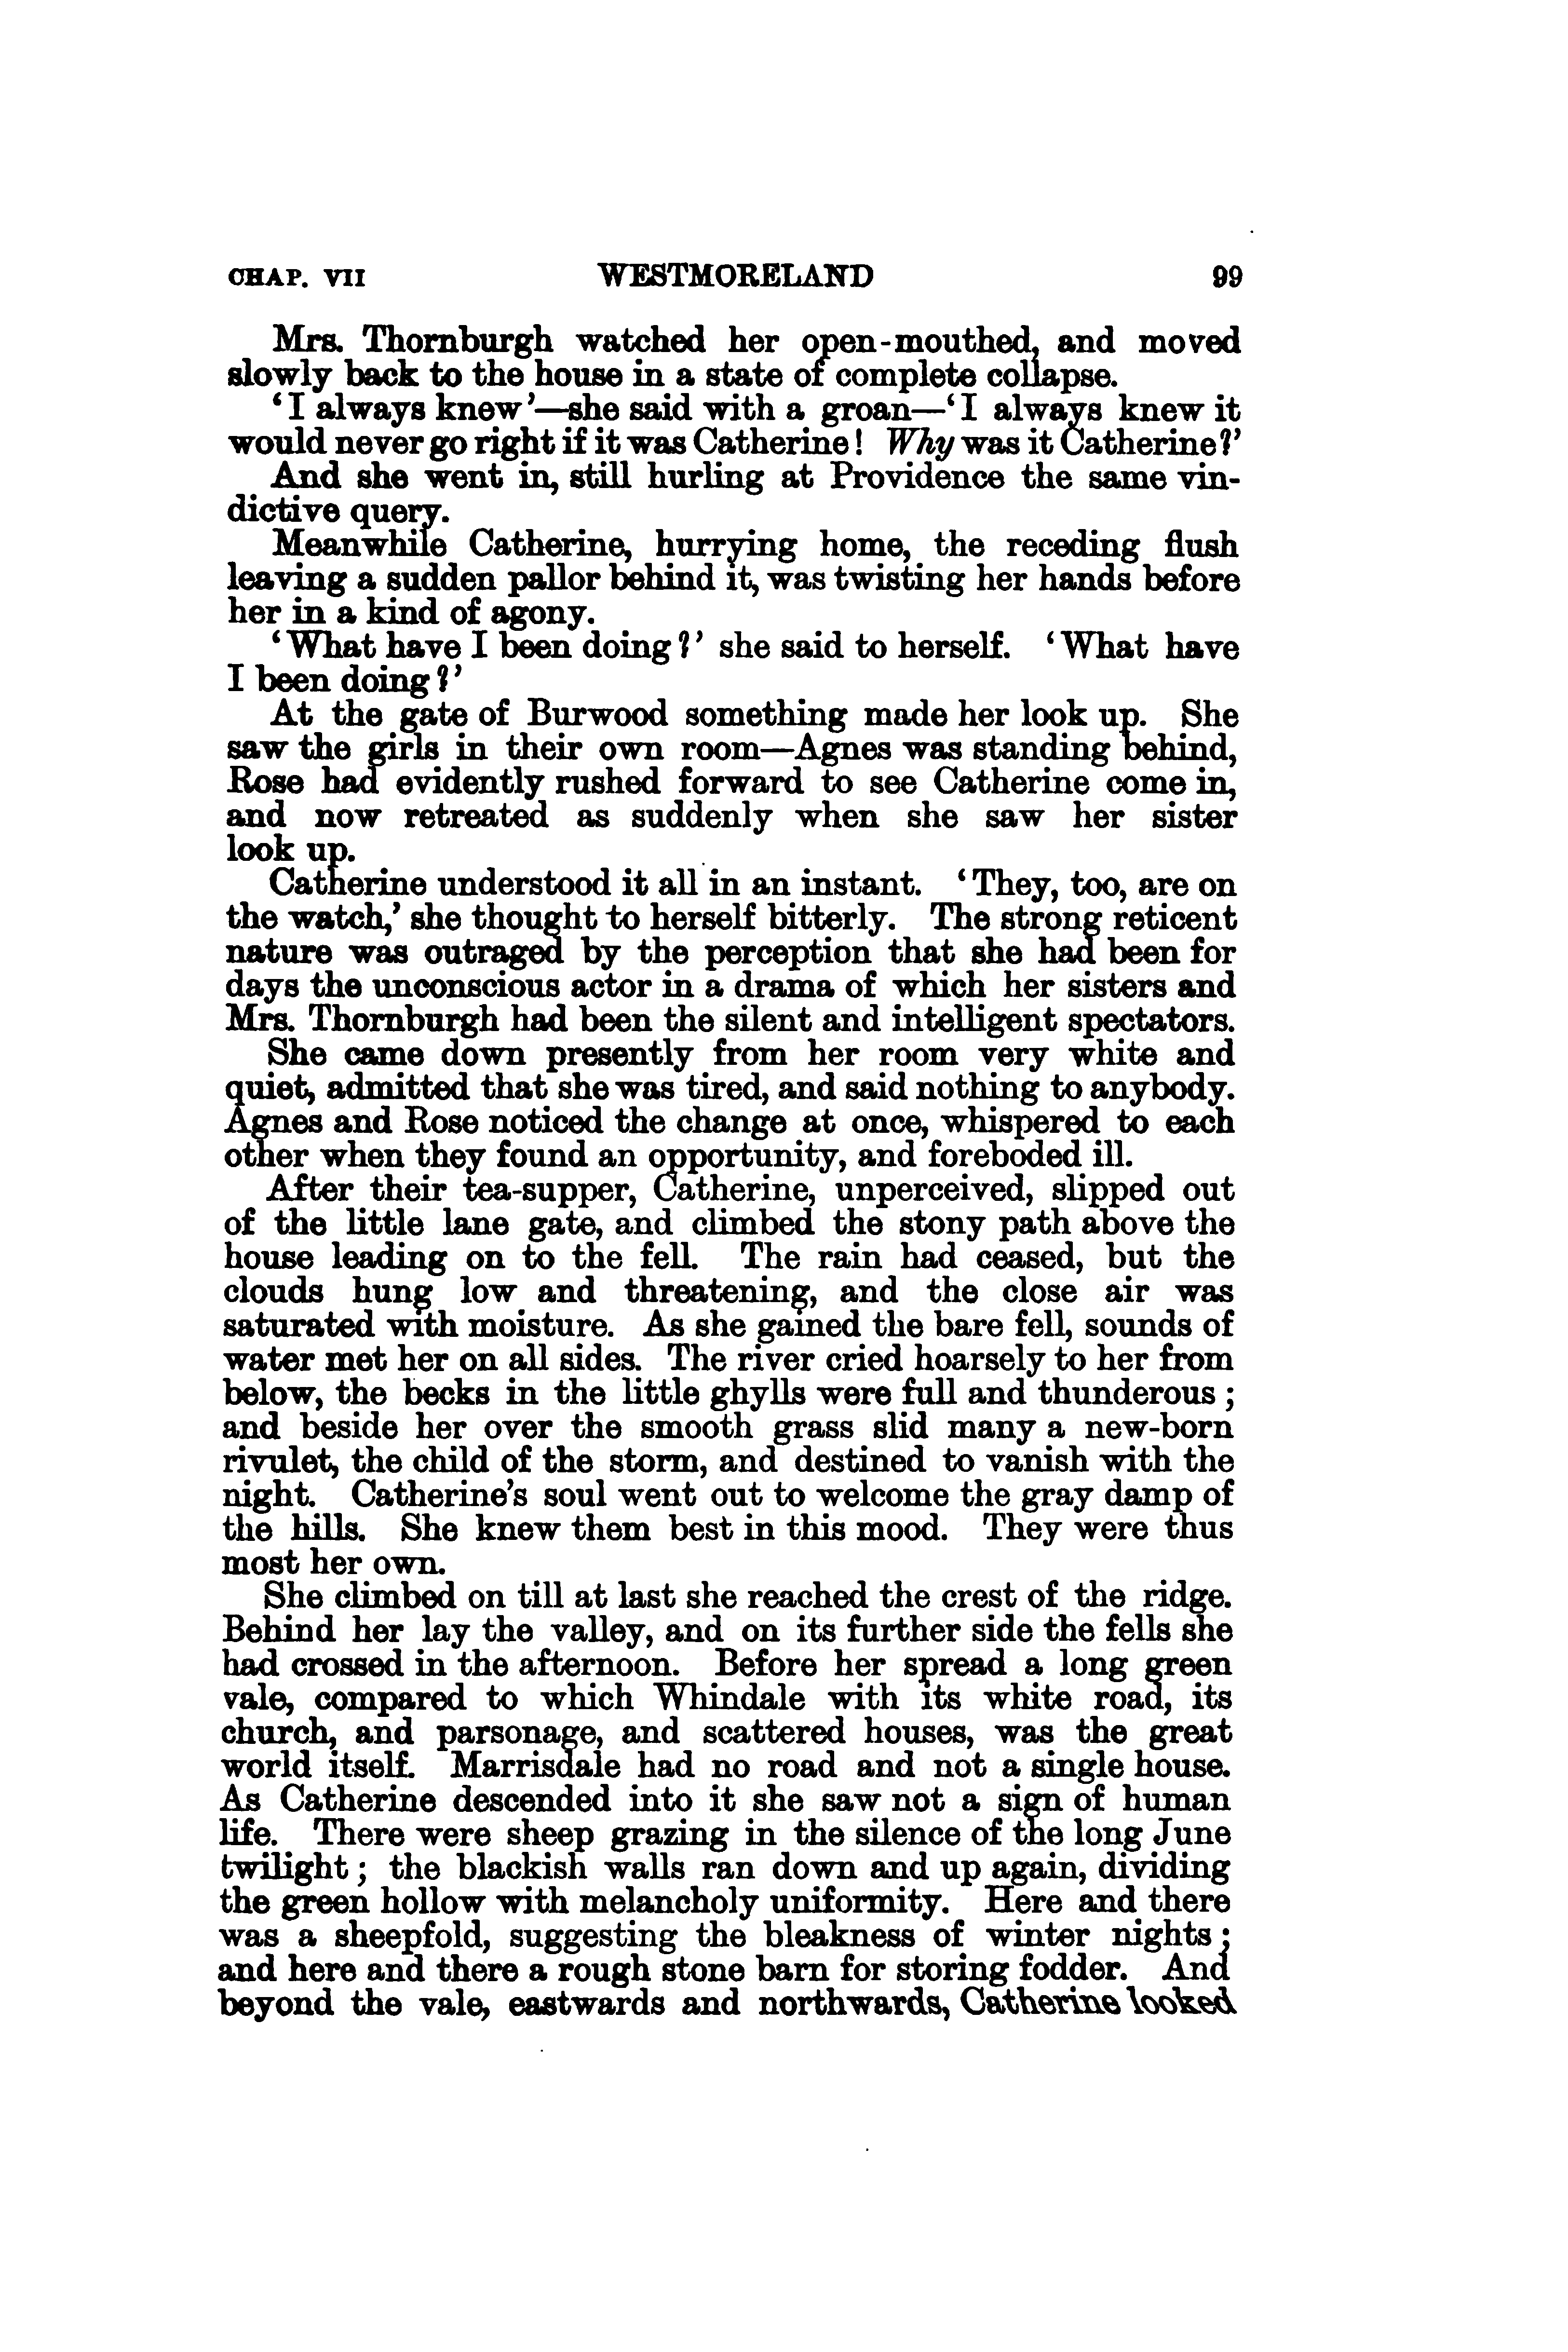 CHAP. VII WESTMORELAND 99
Mrs. Thornburgh watched her open-mouthed, and moved
slowly back to the house in a state of complete collapse.
‘I always knew’—she said with a groan—‘I always knew it
would never go right if it was Catherine! Why was it Catherine?’
And she went in, still hurling at Providence the same vin-
dictive query.
Meanwhile Catherine, hurrying home, the receding flush
leaving a sudden pallor behind it, was twisting her hands before
her in a kind of agony.
‘What have I been doing?’ she said to herself. ‘What have
I been doing?’
At the gate of Burwood something made her look up. She
saw the girls in their own room—Agnes was standing behind,
Rose had evidently rushed forward to see Catherine come in,
and now retreated as suddenly when she saw her sister
look up.
Catherine understood it all in an instant. ‘They, too, are on
the watch,’ she thought to herself bitterly. The strong reticent
nature was outraged by the perception that she had been for
days the unconscious actor in a drama of which her sisters and
Mrs. Thornburgh had been the silent and intelligent spectators.
She came down presently from her room very white and
quiet, admitted that she was tired, and said nothing to anybody.
Agnes and Rose noticed the change at once, whispered to each
other when they found an opportunity, and foreboded ill.
After their tea-supper, Catherine, unperceived, slipped out
of the little lane gate, and climbed the stony path above the
house leading on to the fell. The rain had ceased, but the
clouds hung low and threatening, and the close air was
saturated with moisture. As she gained the bare fell, sounds of
water met her on all sides. The river cried hoarsely to her from
below, the becks in the little ghylls were full and thunderous;
and beside her over the smooth grass slid many a new-born
rivulet, the child of the storm, and destined to vanish with the
night. Catherine’s soul went out to welcome the gray damp of
the hills. She knew them best in this mood. They were thus
most her own.
She climbed on till at last she reached the crest of the ridge.
Behind her lay the valley, and on its further side the fells she
had crossed in the afternoon. Before her spread a long green
vale, compared to which Whindale with its white road, its
church, and parsonage, and scattered houses, was the great
world itself. Marrisdale had no road and not a single house.
As Catherine descended into it she saw not a sign of human
life. There were sheep grazing in the silence of the long June
twilight; the blackish walls ran down and up again, dividing
the green hollow with melancholy uniformity. Here and there
was a sheepfold, suggesting the bleakness of winter nights;
and here and there a rough stone barn for storing fodder. And
beyond the vale, eastwards and northwards, Catherine looked